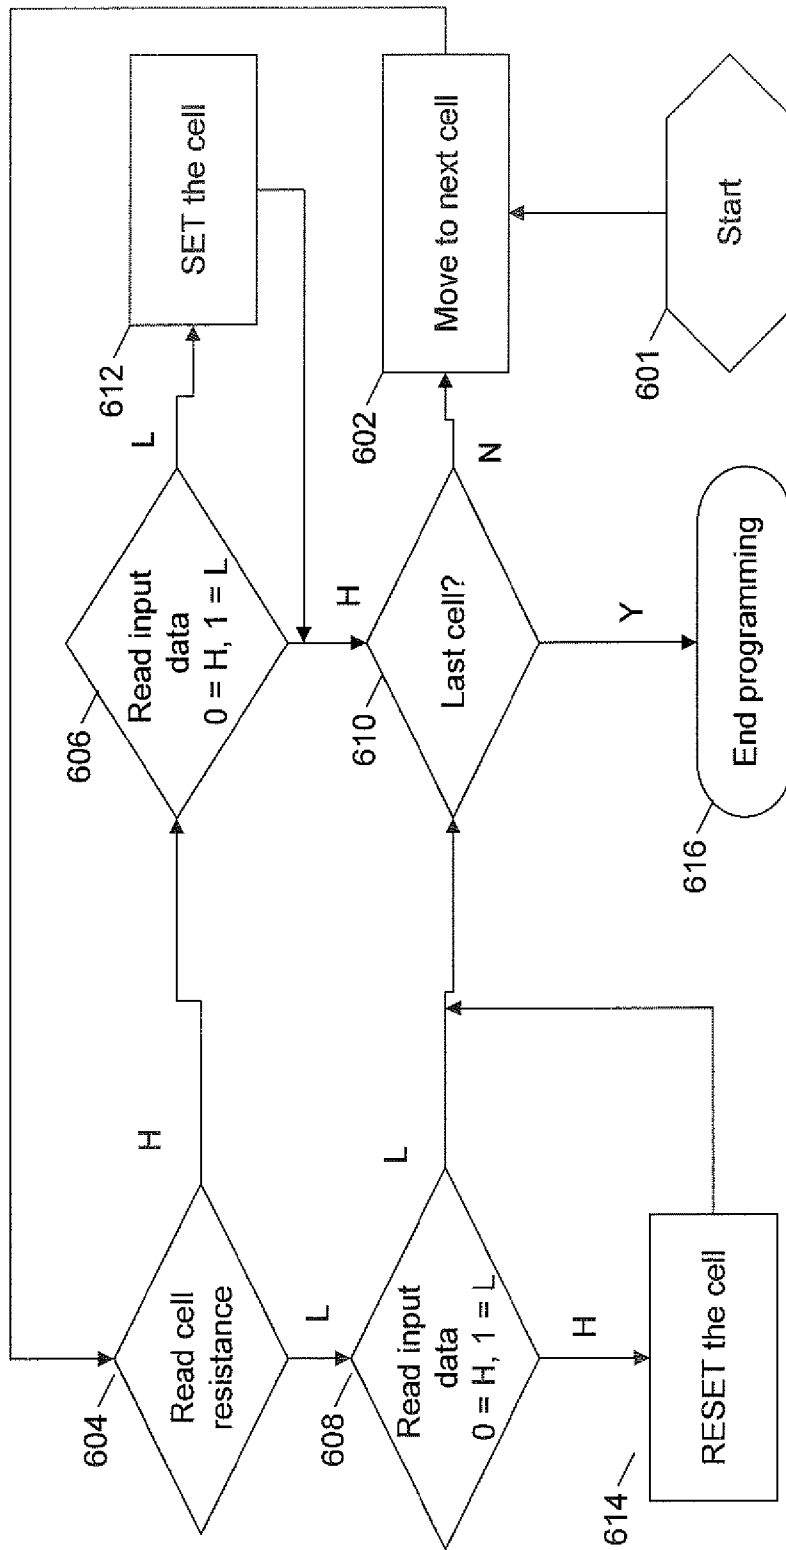 604
Read cell
resistance
H
L
606
Read input
data
0 = H, 1 = L
L
H
612
SET the cell
608
Read input
data
0 = H, 1 = L
L
H
610
Last cell?
N
Y
602
Move to next cell
614
RESET the cell
616
End programming
601
Start